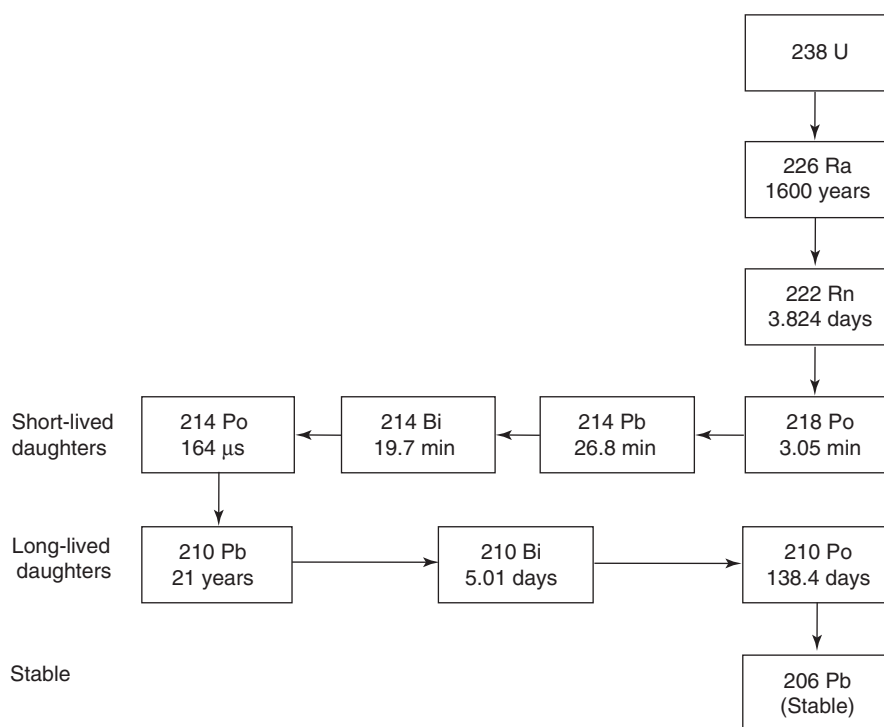 238 U
226 Ra
1600 years
222 Rn
3.824 days
Short-lived
daughters
214 Po
164 μs
214 Bi
19.7 min
214 Pb
26.8 min
218 Po
3.05 min
Long-lived
daughters
210 Pb
21 years
210 Bi
5.01 days
210 Po
138.4 days
Stable
206 Pb
(Stable)